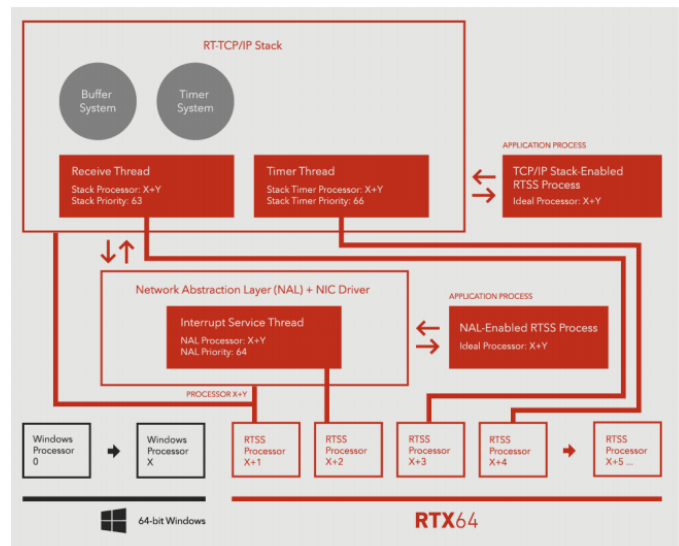 RT-TCP/IP Stack
Buffer
System
Timer
System
Receive Thread
Stack Processor: X+Y
Stack Priority: 63
Timer Thread
Stack Timer Processor: X+Y
Stack Timer Priority: 66
APPLICATION PROCESS
TCP/IP Stack-Enabled
RTSS Process
Ideal Processor: X+Y
Network Abstraction Layer (NAL) + NIC Driver
Interrupt Service Thread
NAL Processor: X+Y
NAL Priority: 64
APPLICATION PROCESS
NAL-Enabled RTSS Process
Ideal Processor: X+Y
PROCESSOR X+Y
Windows
Processor
0
Windows
Processor
X
RTSS
Processor
X+1
RTSS
Processor
X+2
RTSS
Processor
X+3
RTSS
Processor
X+4
RTSS
Processor
X+5 ...
64-bit Windows
RTX64